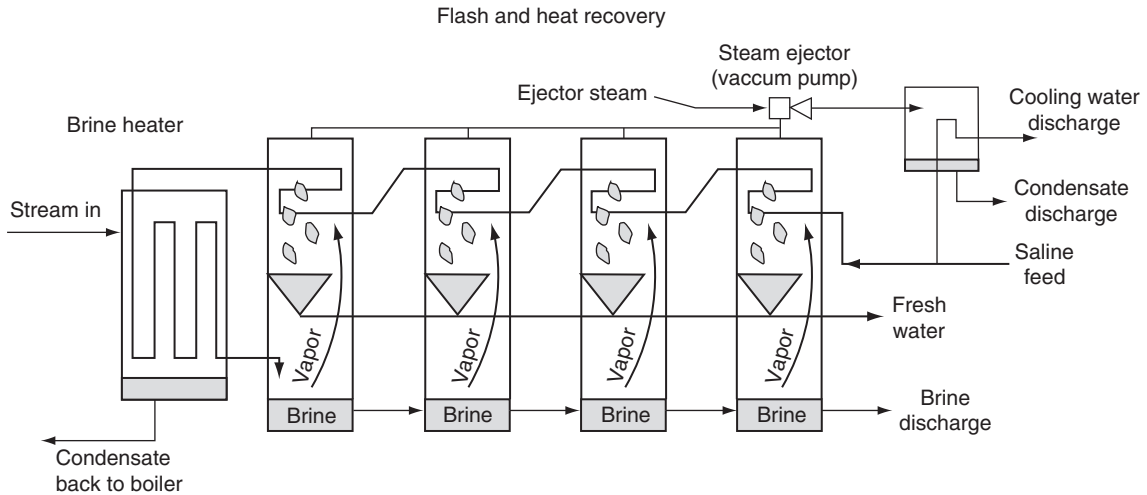 Flash and heat recovery
Steam ejector
(vaccum pump)
Ejector steam
Cooling water
discharge
Brine heater
Stream in
Condensate
discharge
Saline
feed
Fresh
water
Vapor
Vapor
Vapor
Vapor
Brine
Brine
Brine
Brine
Brine
discharge
Condensate
back to boiler